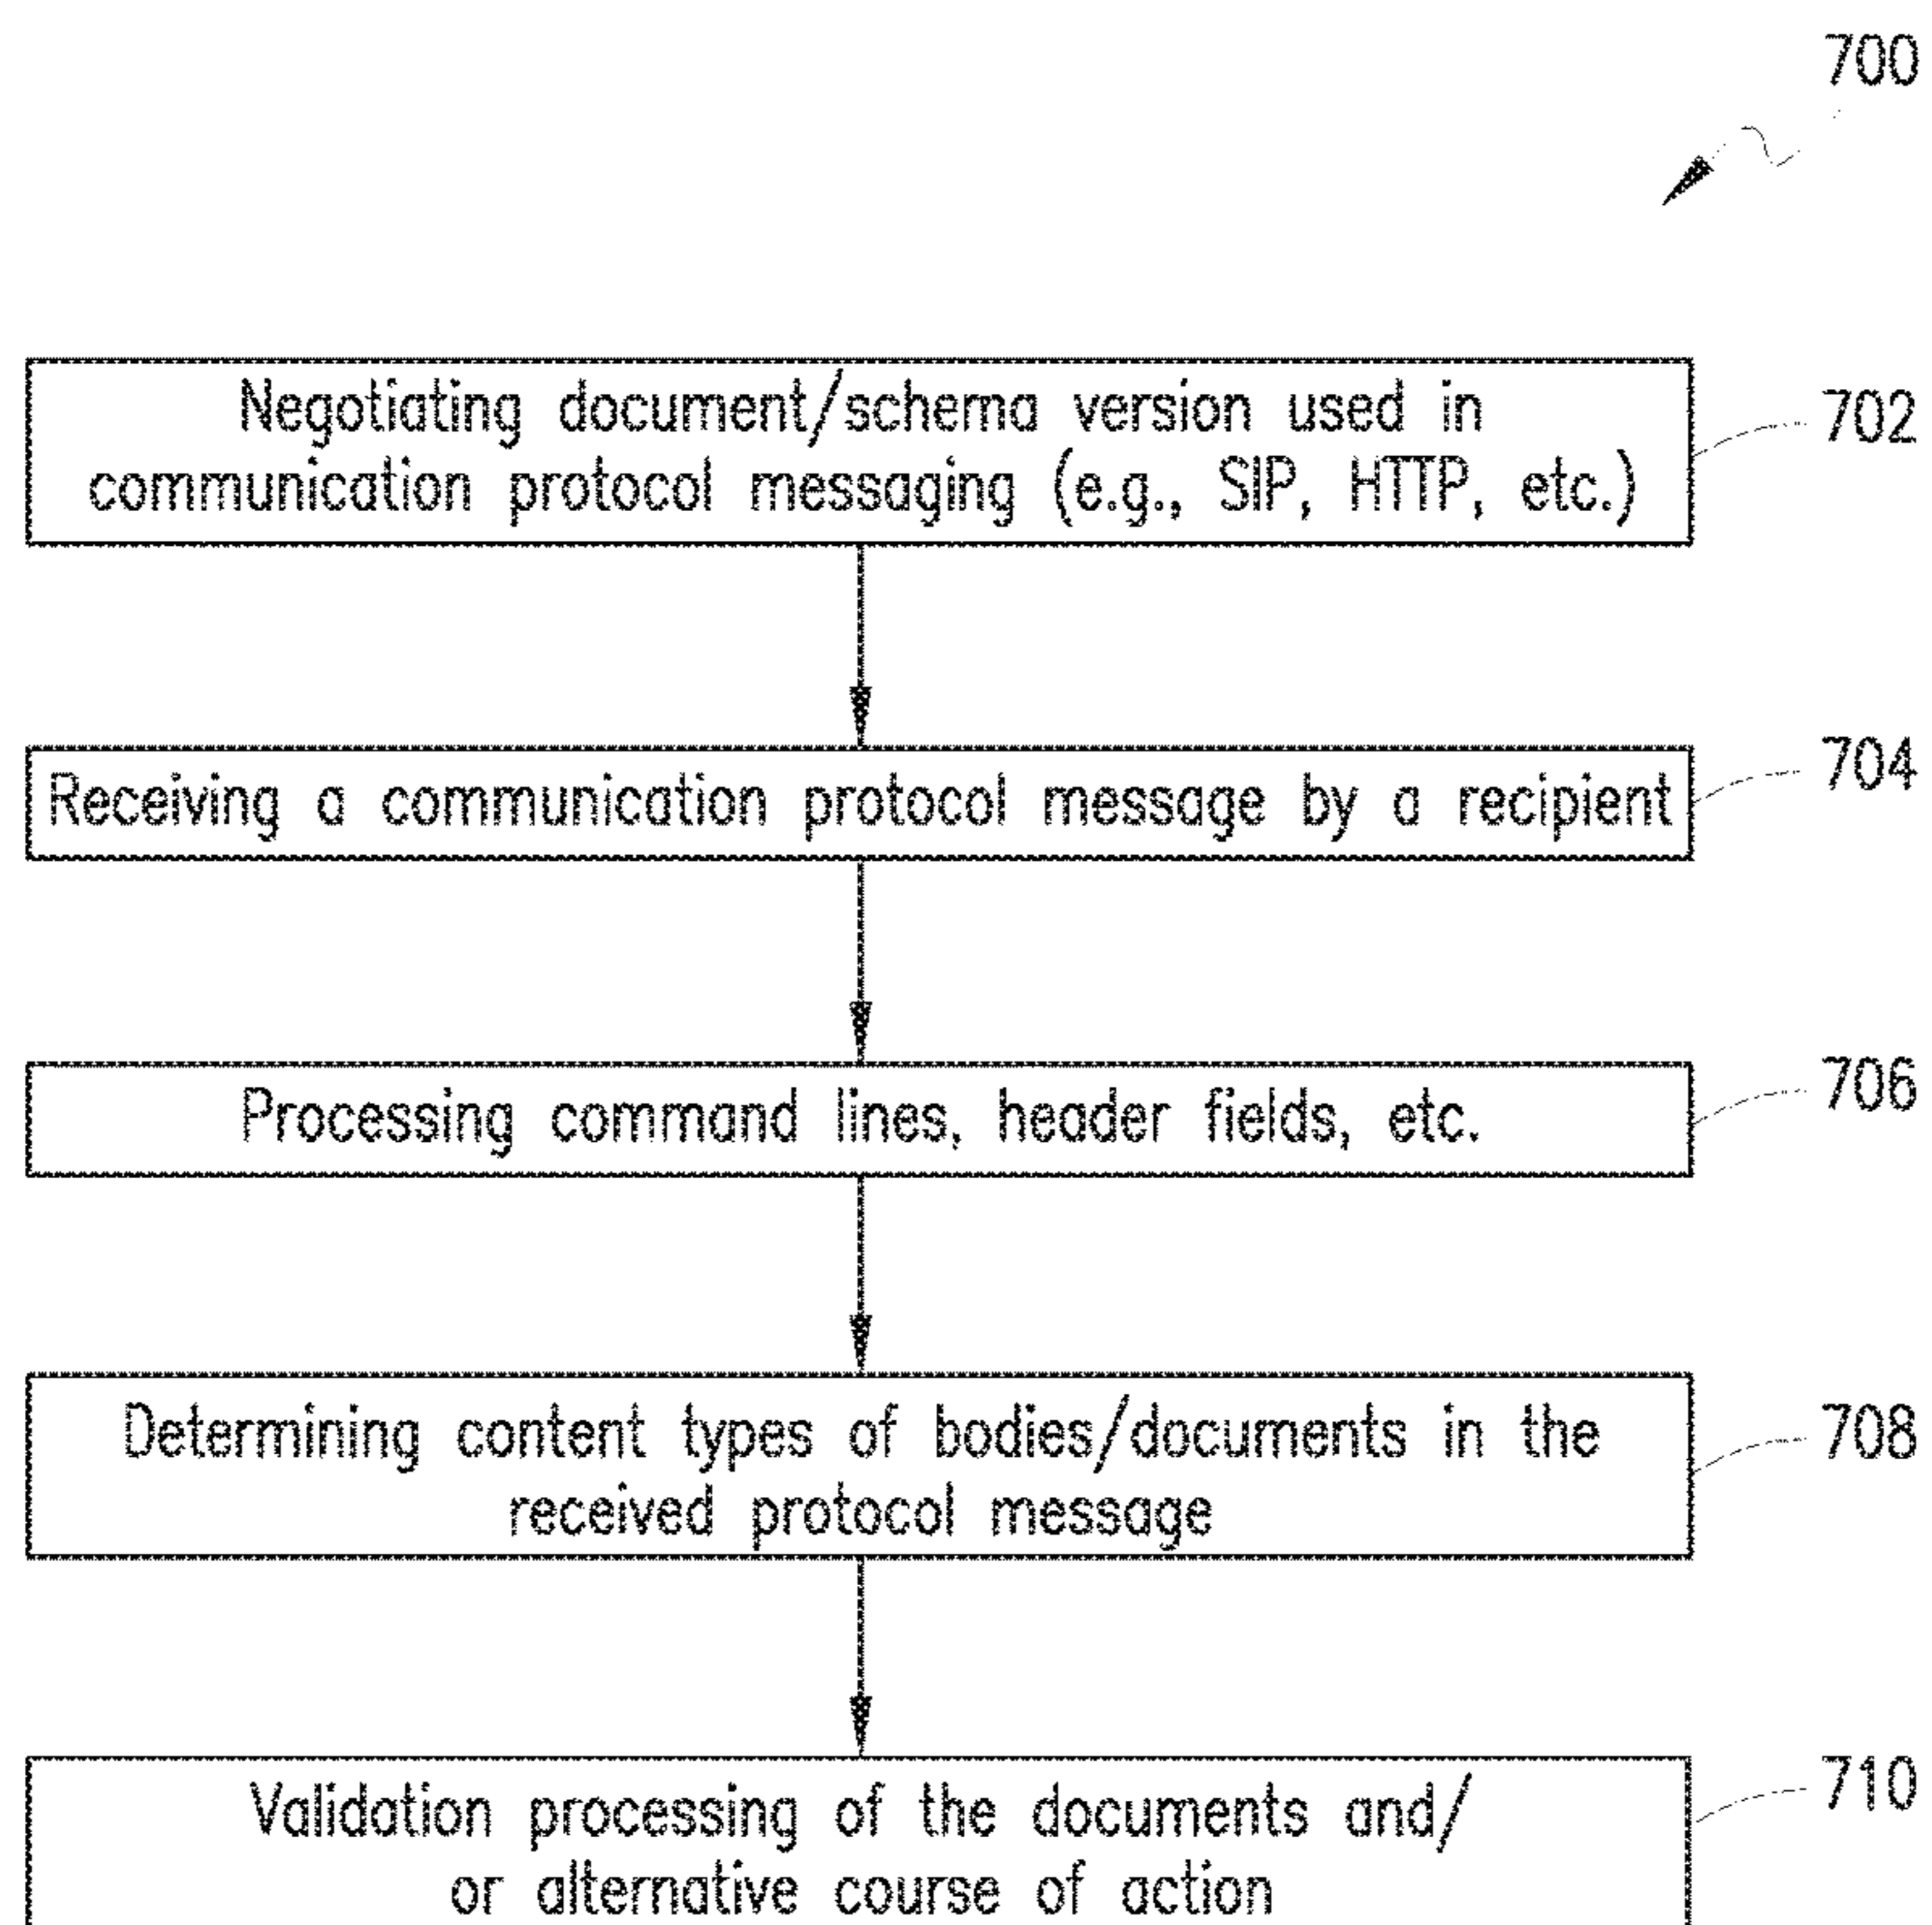 700
Negotiating document/schema version used in
communication protocol messaging (e.g., SIP, HTTP, etc.)
702
Receiving a communication protocol message by a recipient
704
Processing command lines, header fields, etc.
706
Determining content types of bodies/documents in the
received protocol message
708
Validation processing of the documents and/
or alternative course of action
710